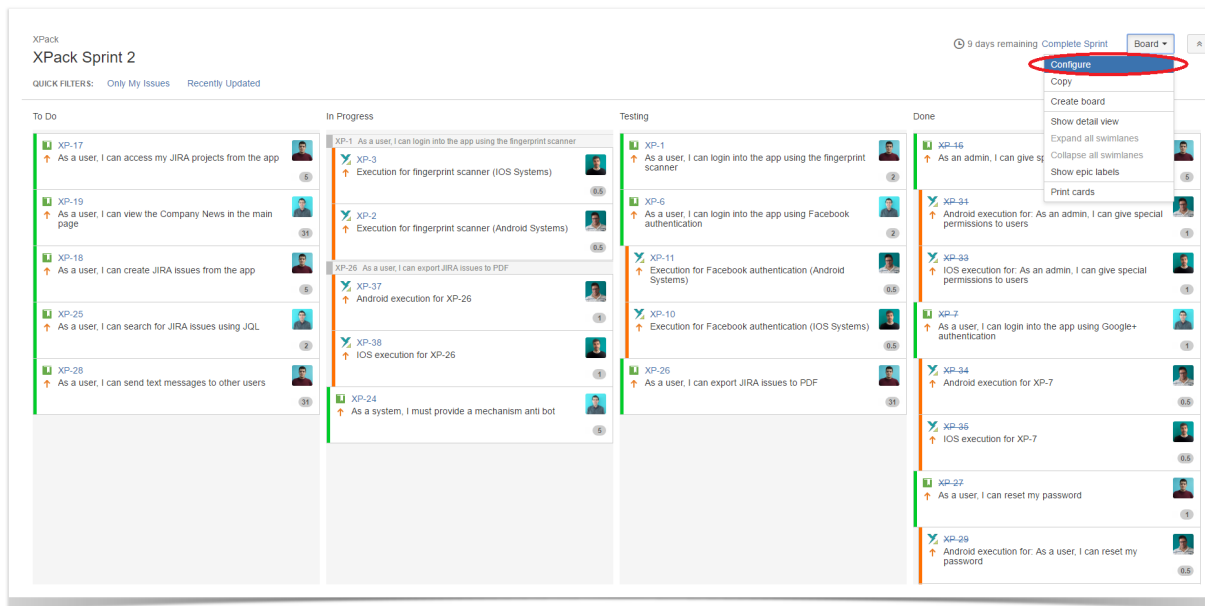 XPack
XPack Sprint 2
9 days remaining Complete Sprint Board
QUICK FILTERS: Only My Issues Recently Updated
Configure
Copy
Create board
Show detail view
Expand all swimlanes
Collapse all swimlanes
Show epic labels
Print cards
To Do
XP-17
As a user, I can access my JIRA projects from the app
5
XP-19
As a user, I can view the Company News in the main
page
31
XP-18
As a user, I can create JIRA issues from the app
5
XP-25
As a user, I can search for JIRA issues using JQL
2
XP-28
As a user, I can send text messages to other users
31
In Progress
XP-1 As a user, I can login into the app using the fingerprint scanner
XP-3
Execution for fingerprint scanner (IOS Systems)
0.5
XP-2
Execution for fingerprint scanner (Android Systems)
0.5
XP-26 As a user, I can export JIRA issues to PDF
XP-37
Android execution for XP-26
1
XP-38
IOS execution for XP-26
1
XP-24
As a system, I must provide a mechanism anti bot
5
Testing
XP-1
As a user, I can login into the app using the fingerprint
scanner
2
XP-6
As a user, I can login into the app using Facebook
authentication
2
XP-11
Execution for Facebook authentication (Android
Systems)
0.5
XP-10
Execution for Facebook authentication (IOS Systems)
0.5
XP-26
As a user, I can export JIRA issues to PDF
31
Done
XP-16
As an admin, I can give
5
XP-31
Android execution for: As an admin, I can give special
permissions to users
1
XP-33
IOS execution for: As an admin, I can give special
permissions to users
1
XP-7
As a user, I can login into the app using Google+
authentication
1
XP-34
Android execution for XP-7
0.5
XP-35
IOS execution for XP-7
0.5
XP-27
As a user, I can reset my password
1
XP-29
Android execution for: As a user, I can reset my
password
0.5